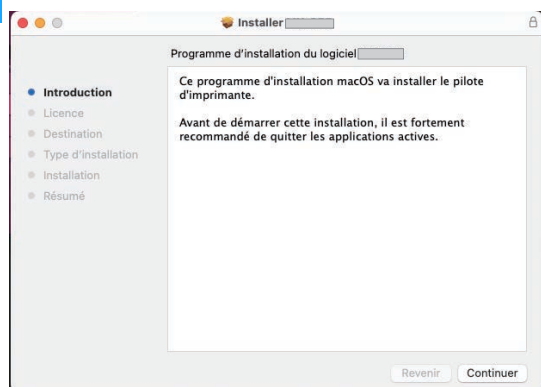 Installer
Programme d'installation du logiciel
Introduction
Licence
Destination
Type d'installation
Installation
Résumé
Ce programme d'installation macOS va installer le pilote
d'imprimante.
Avant de démarrer cette installation, il est fortement
recommandé de quitter les applications actives.
Revenir
Continuer